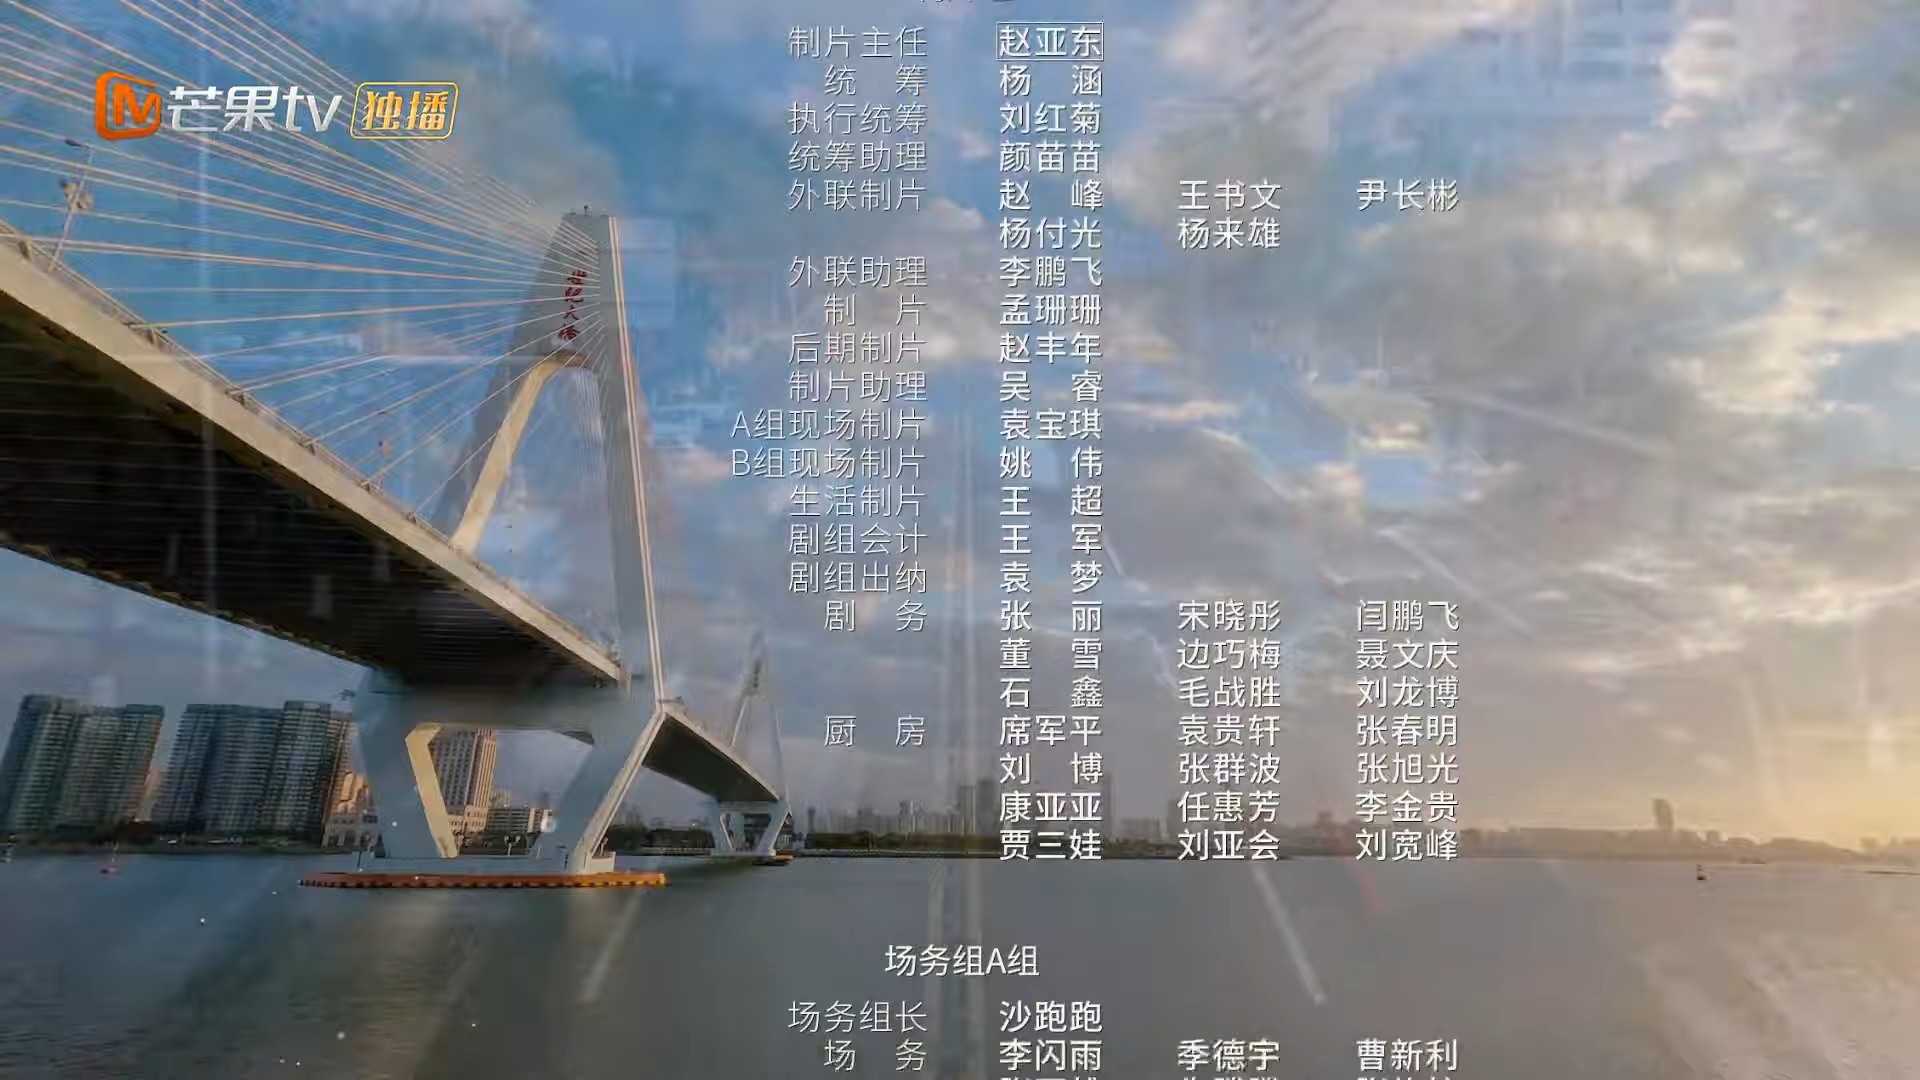 制片主任 赵亚东
芒果tv 独播
统 筹 杨 涵
执行统筹 刘红菊
统筹助理 颜苗苗
外联制片 赵 峰 王书文 尹长彬
杨付光 杨来雄
外联助理 李鹏飞
制 片 孟珊珊
后期制片 赵丰年
制片助理 吴 睿
A组现场制片 袁宝琪
B组现场制片 姚 伟
生活制片 王 超
剧组会计 王 军
剧组出纳 袁 梦
剧 务 张 丽 宋晓彤 闫鹏飞
董 雪 边巧梅 聂文庆
石 鑫 毛战胜 刘龙博
厨 房 席军平 袁贵轩 张春明
刘 博 张群波 张旭光
康亚亚 任惠芳 李金贵
贾三娃 刘亚会 刘宽峰
场务组A组
场务组长 沙跑跑
场 务 李闪雨 季德宇 曹新利